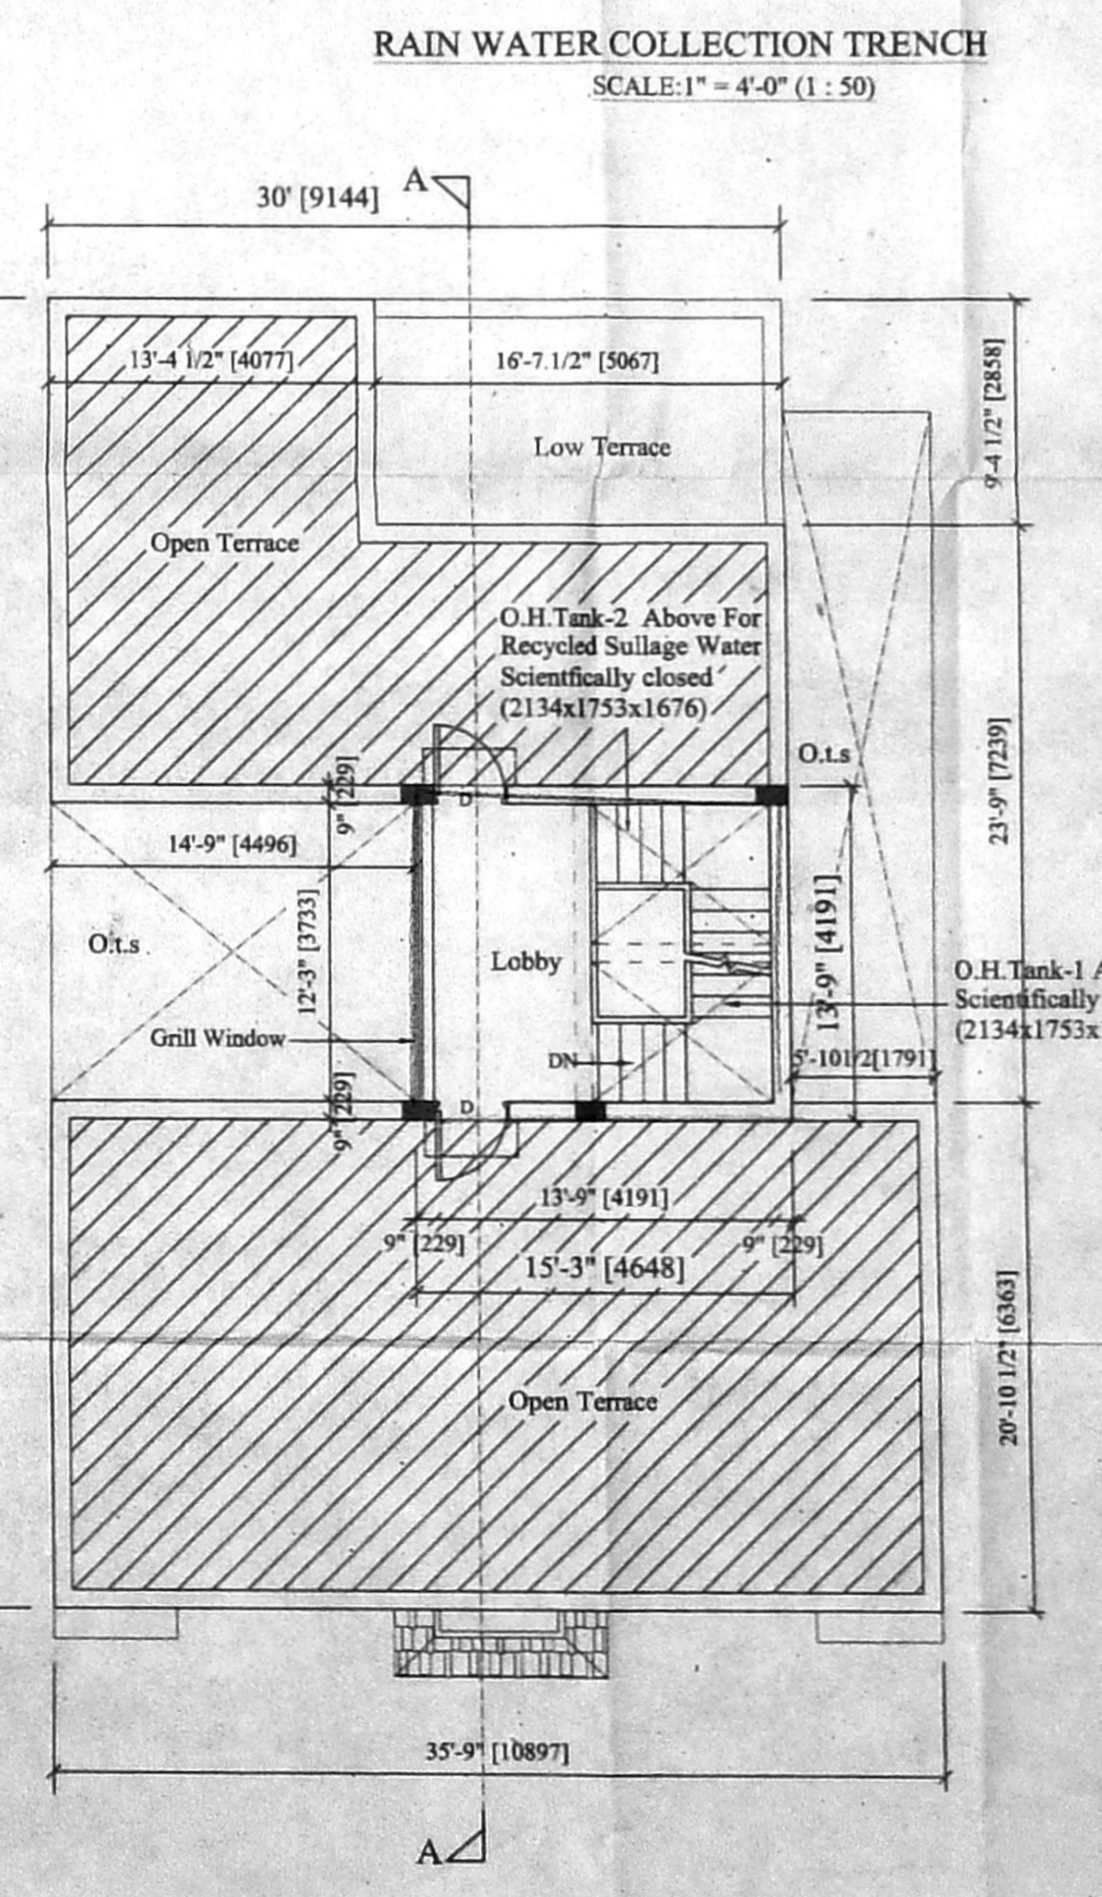 RAIN WATER COLLECTION TRENCH
SCALE:1" = 4'-0" (1 : 50)
A
30' [9144]
13'-4 1/2" [4077]
16'-7.1/2" [5067]
9'-4 1/2" [2858]
Low Terrace
Open Terrace
O.H.Tank-2 Above For
Recycled Sullage Water
Scientfically closed
(2134x1753x1676)
O.t.s
23'-9" [7239]
9" [229]
D
14'-9" [4496]
12'-3" [3733]
13'-9" [4191]
O.t.s
Lobby
O.H.Tank-1 A
Scientifically
(2134x1753x
Grill Window
DN
5'-101/2[1791]
9" [229]
D
13'-9" [4191]
9" [229]
9" [229]
15'-3" [4648]
20'-10 1/2" [6363]
Open Terrace
35'-9" [10897]
A